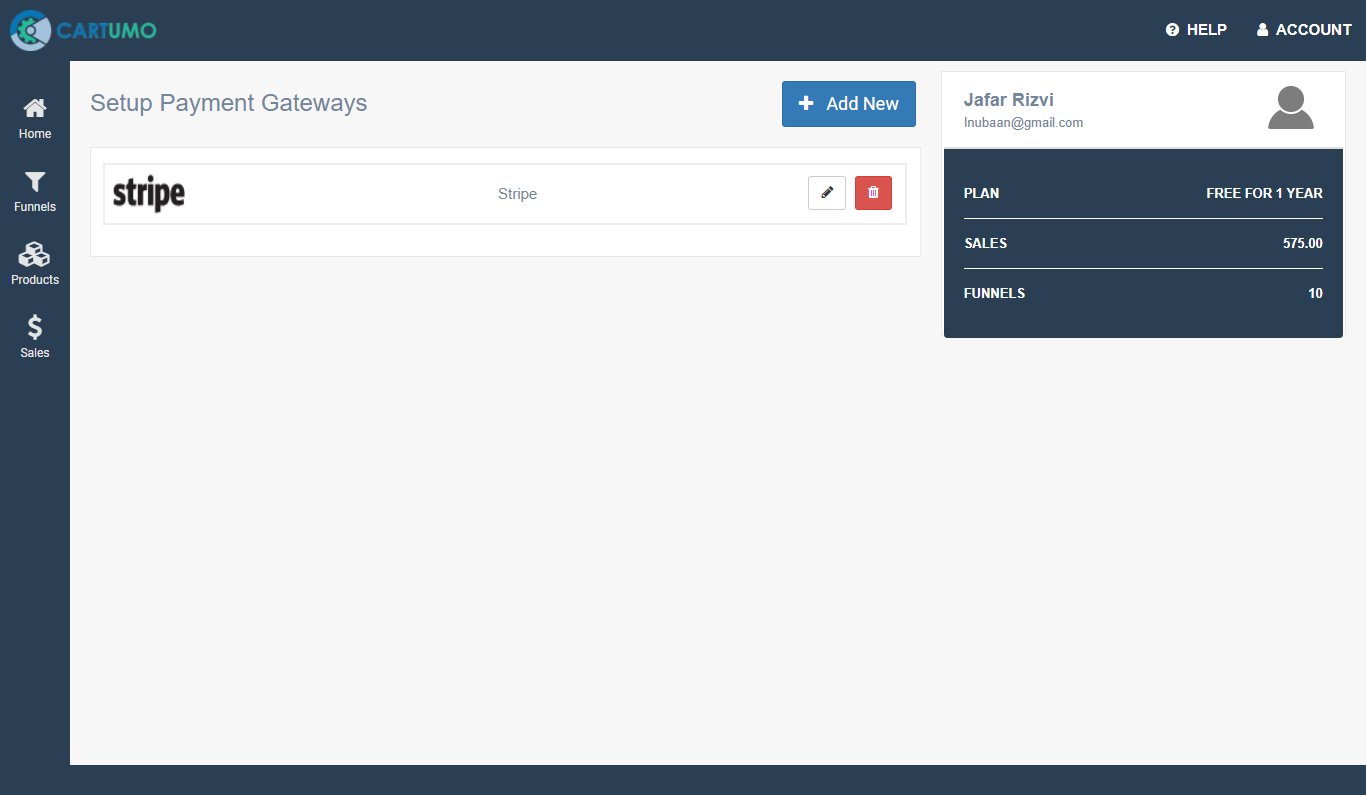 CARTUMO
HELP
ACCOUNT
Home
Funnels
Products
Sales
Setup Payment Gateways
Add New
stripe
Stripe
Jafar Rizvi
lnubaan@gmail.com
PLAN FREE FOR 1 YEAR
SALES 575.00
FUNNELS 10